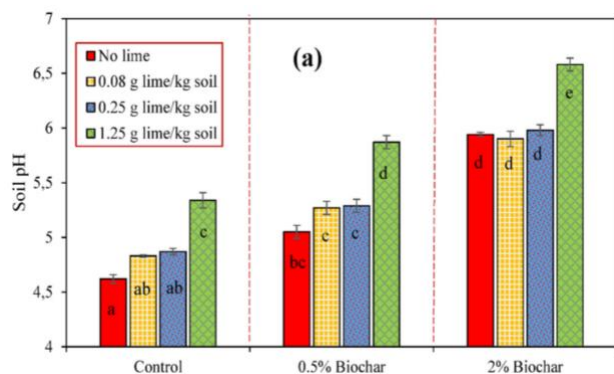 7
6,5
6
5,5
5
4,5
4
Soil pH
No lime
0.08 g lime/kg soil
0.25 g lime/kg soil
1.25 g lime/kg soil
(a)
a
ab
ab
c
bc
c
c
d
d
d
d
e
Control
0.5% Biochar
2% Biochar